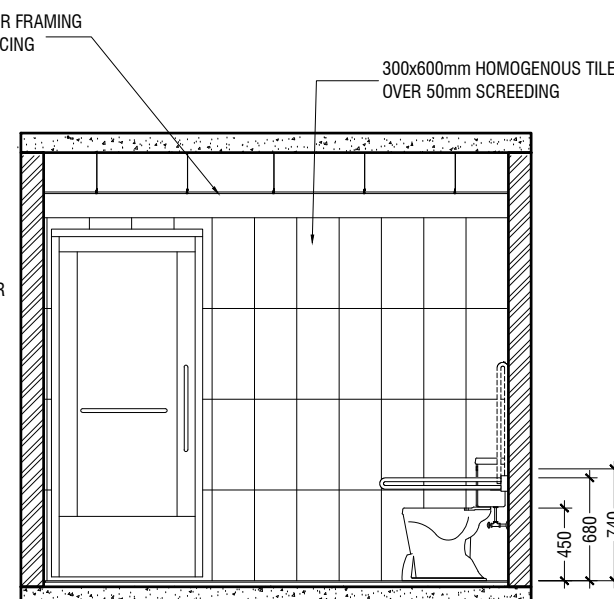 R FRAMING
CING
300x600mm HOMOGENOUS TILE
OVER 50mm SCREEDING
R
450
680
740